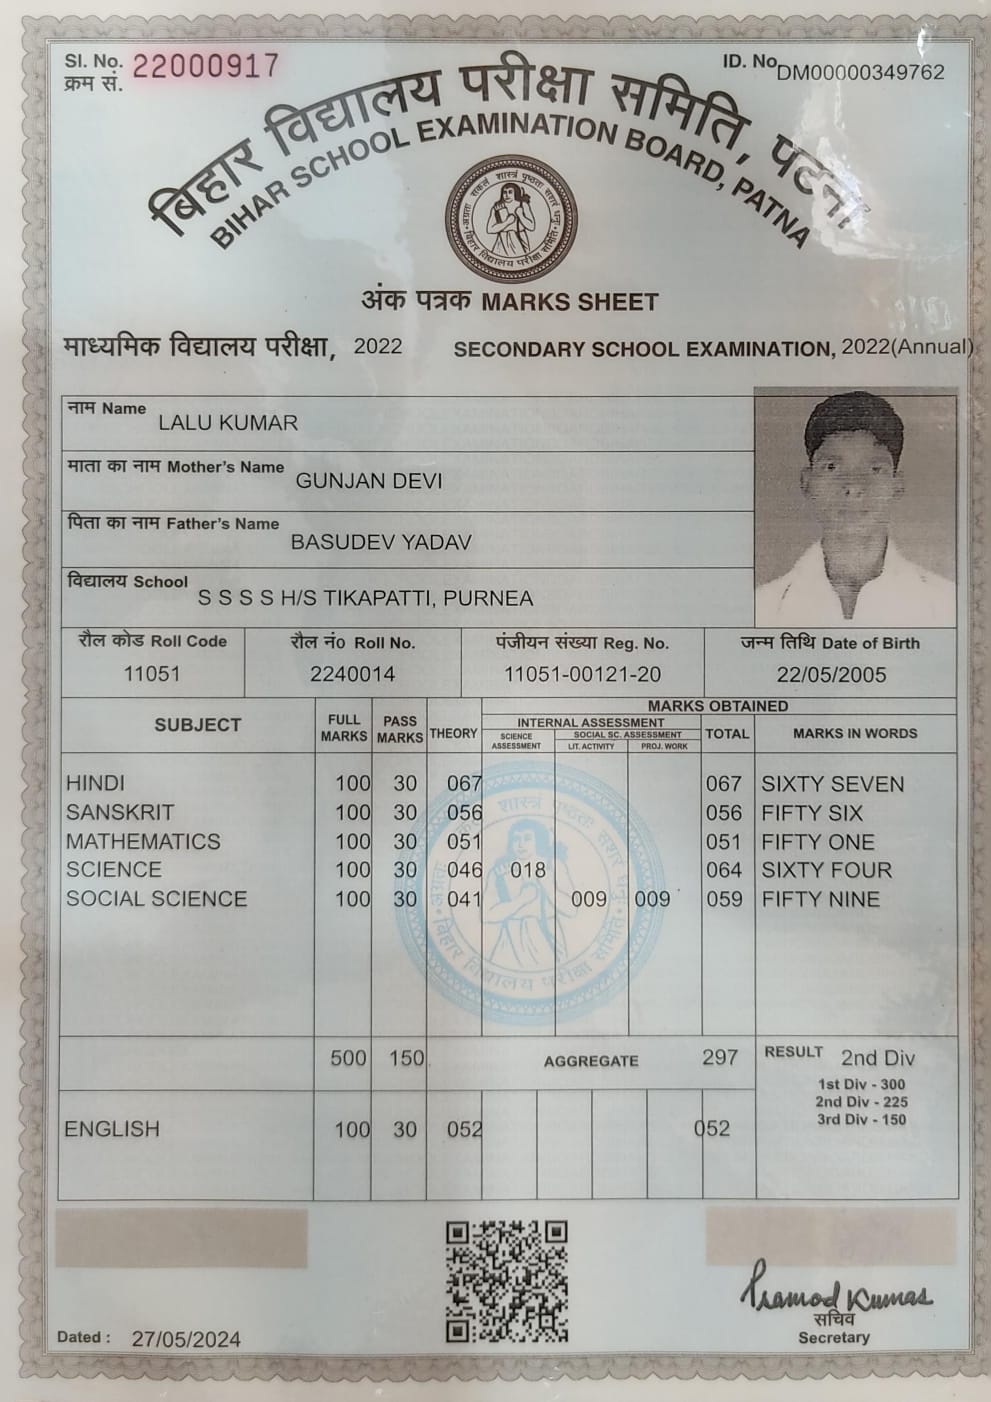 Sl. No. 22000917
क्रम सं.
ID. No. DM00000349762
बिहार विद्यालय परीक्षा समिति, पटना
BIHAR SCHOOL EXAMINATION BOARD, PATNA
बिहार विद्यालय परीक्षा समिति
अंक पत्रक MARKS SHEET
माध्यमिक विद्यालय परीक्षा, 2022 SECONDARY SCHOOL EXAMINATION, 2022(Annual)
नाम Name LALU KUMAR
माता का नाम Mother's Name GUNJAN DEVI
पिता का नाम Father's Name BASUDEV YADAV
विद्यालय School S S S S H/S TIKAPATTI, PURNEA
रौल कोड Roll Code रौल नं० Roll No. पंजीयन संख्या Reg. No. जन्म तिथि Date of Birth
11051 2240014 11051-00121-20 22/05/2005
MARKS OBTAINED
SUBJECT FULL MARKS PASS MARKS THEORY INTERNAL ASSESSMENT TOTAL MARKS IN WORDS
SCIENCE ASSESSMENT SOCIAL SC. ASSESSMENT
LIT. ACTIVITY PROJ. WORK
HINDI 100 30 067 067 SIXTY SEVEN
SANSKRIT 100 30 056 056 FIFTY SIX
MATHEMATICS 100 30 051 051 FIFTY ONE
SCIENCE 100 30 046 018 064 SIXTY FOUR
SOCIAL SCIENCE 100 30 041 009 009 059 FIFTY NINE
बिहार विद्यालय परीक्षा समिति
500 150 AGGREGATE 297 RESULT 2nd Div
1st Div - 300
2nd Div - 225
3rd Div - 150
ENGLISH 100 30 052 052
Pramod Kumar
सचिव
Secretary
Dated : 27/05/2024